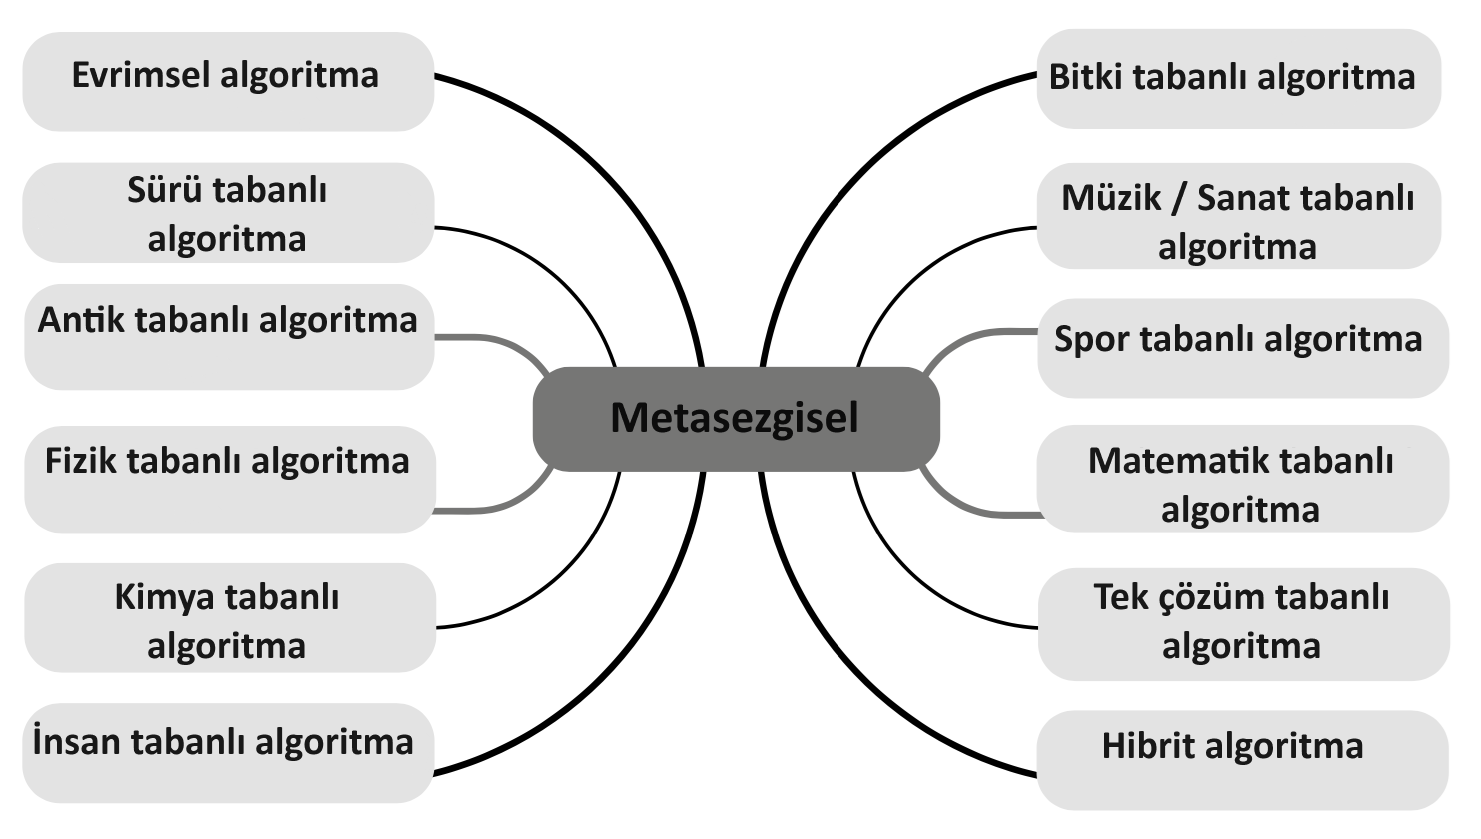 Evrimsel algoritma
Sürü tabanlı
algoritma
Antik tabanlı algoritma
Fizik tabanlı algoritma
Kimya tabanlı
algoritma
İnsan tabanlı algoritma
Metasezgisel
Bitki tabanlı algoritma
Müzik / Sanat tabanlı
algoritma
Spor tabanlı algoritma
Matematik tabanlı
algoritma
Tek çözüm tabanlı
algoritma
Hibrit algoritma